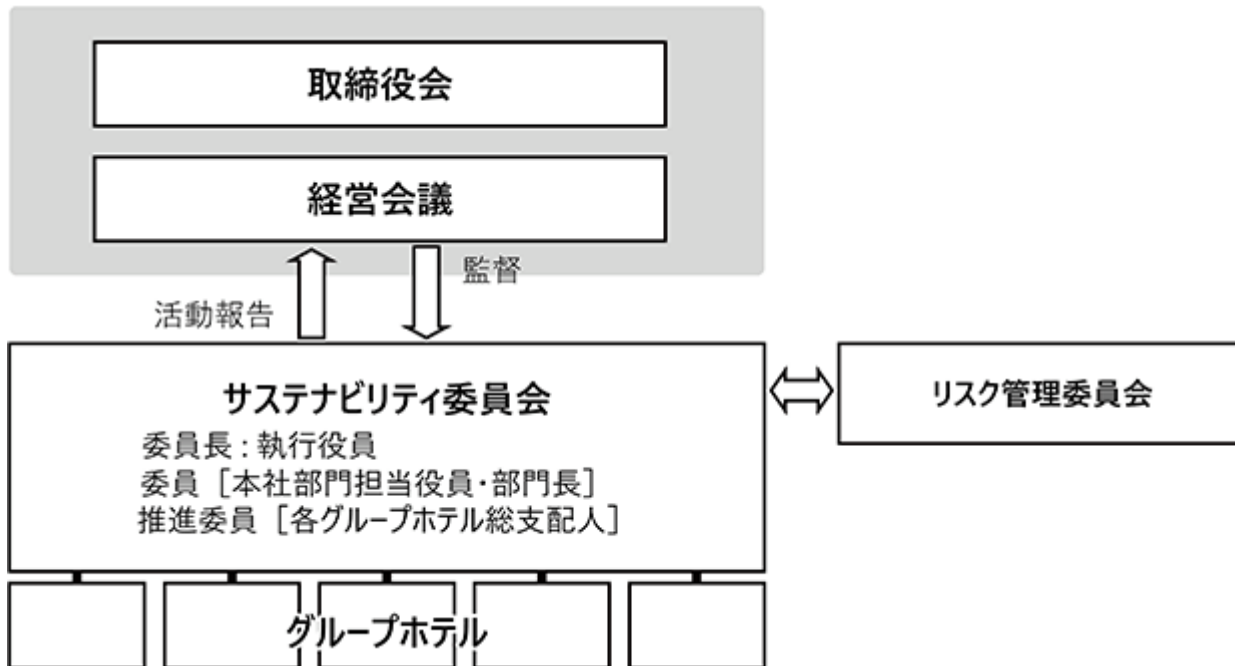 取締役会
経営会議
監督
活動報告
サステナビリティ委員会
委員長：執行役員
委員［本社部門担当役員・部門長］
推進委員［各グループホテル総支配人］
リスク管理委員会
グループホテル